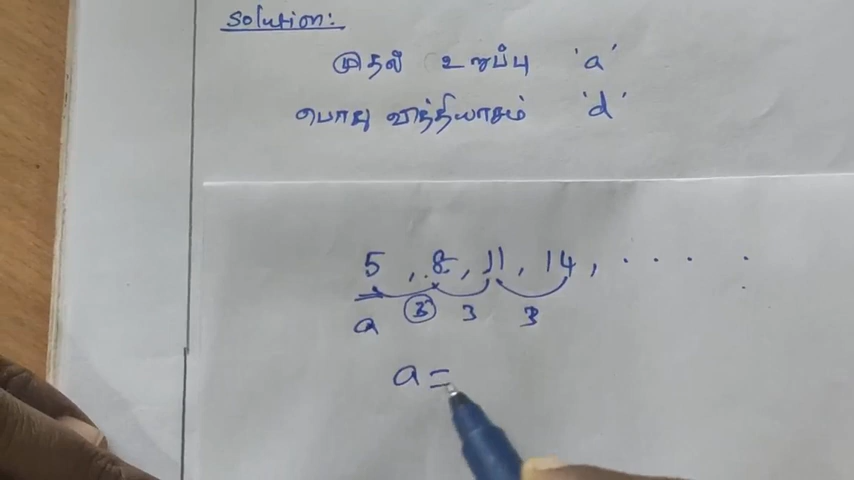 Solution:
முதல் உறுப்பு 'a'
பொது வித்தியாசம் 'd'
5 , 8 , 11 , 14 , . . . .
a 3 3 3
a =